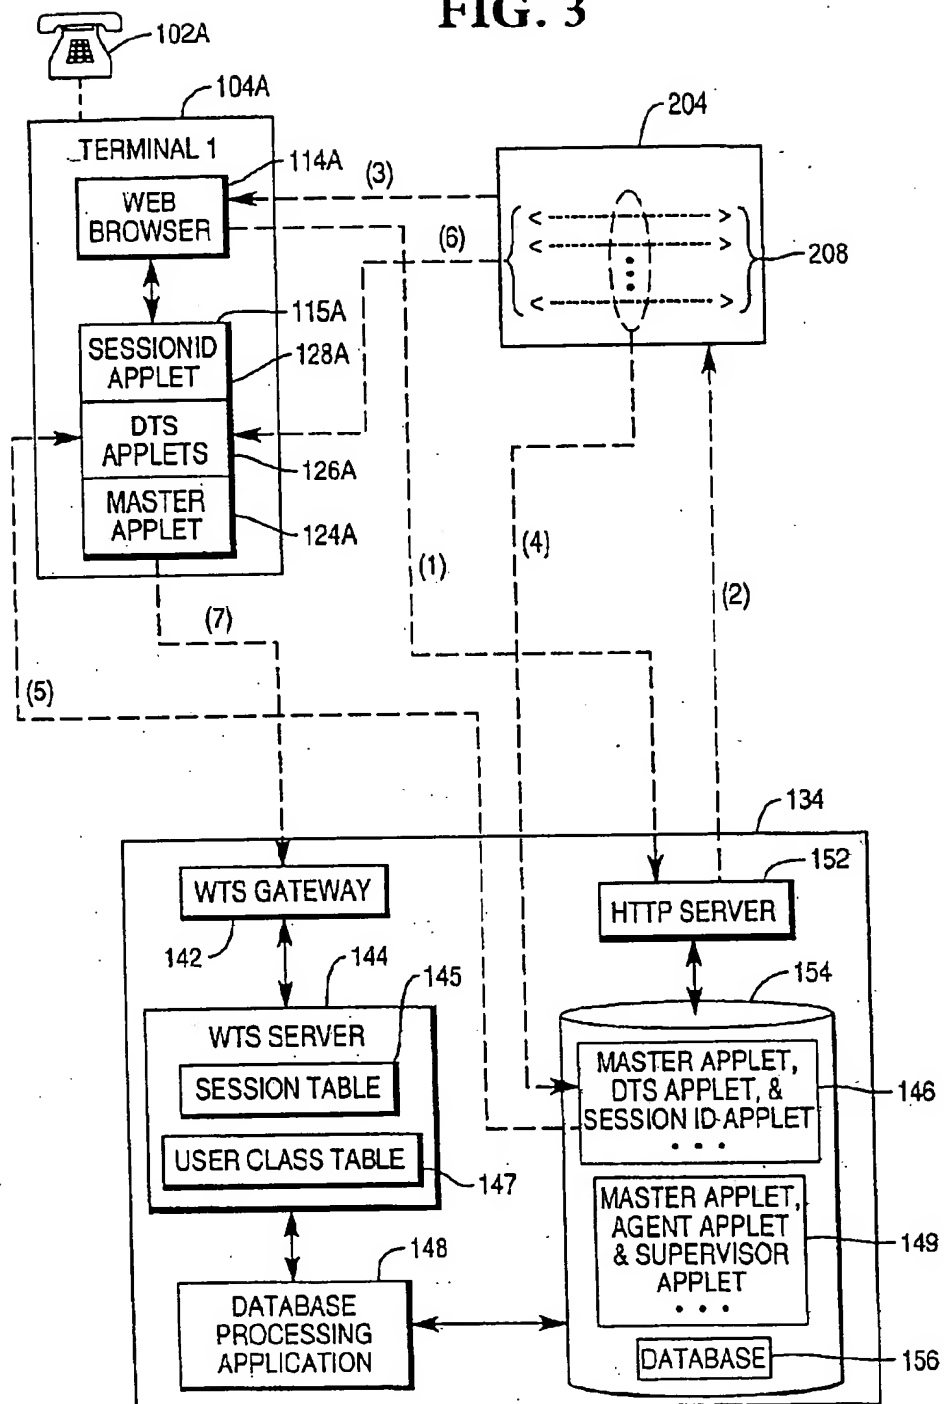 FIG. 3
102A
104A
TERMINAL 1
114A
WEB
BROWSER
(3)
204
(6)
208
115A
SESSIONID
APPLET
128A
DTS
APPLETS
126A
MASTER
APPLET
124A
(4)
(1)
(2)
(7)
(5)
134
WTS GATEWAY
142
152
HTTP SERVER
144
145
154
WTS SERVER
SESSION TABLE
USER CLASS TABLE
147
MASTER APPLET,
DTS APPLET, &
SESSION ID APPLET
• • •
146
MASTER APPLET,
AGENT APPLET
& SUPERVISOR
APPLET
• • •
149
148
DATABASE
PROCESSING
APPLICATION
DATABASE
156